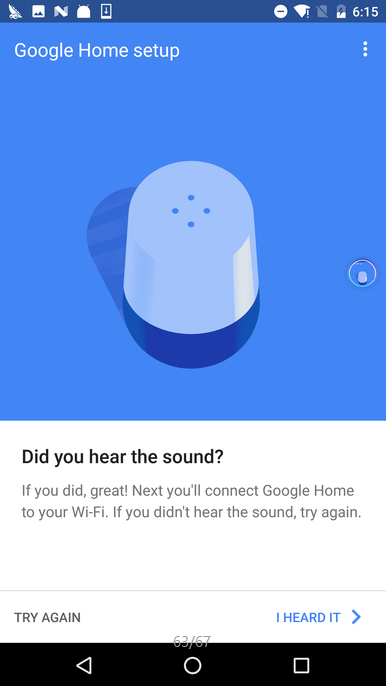 6:15
Google Home setup
Did you hear the sound?
If you did, great! Next you'll connect Google Home
to your Wi-Fi. If you didn't hear the sound, try again.
TRY AGAIN
I HEARD IT
63/67